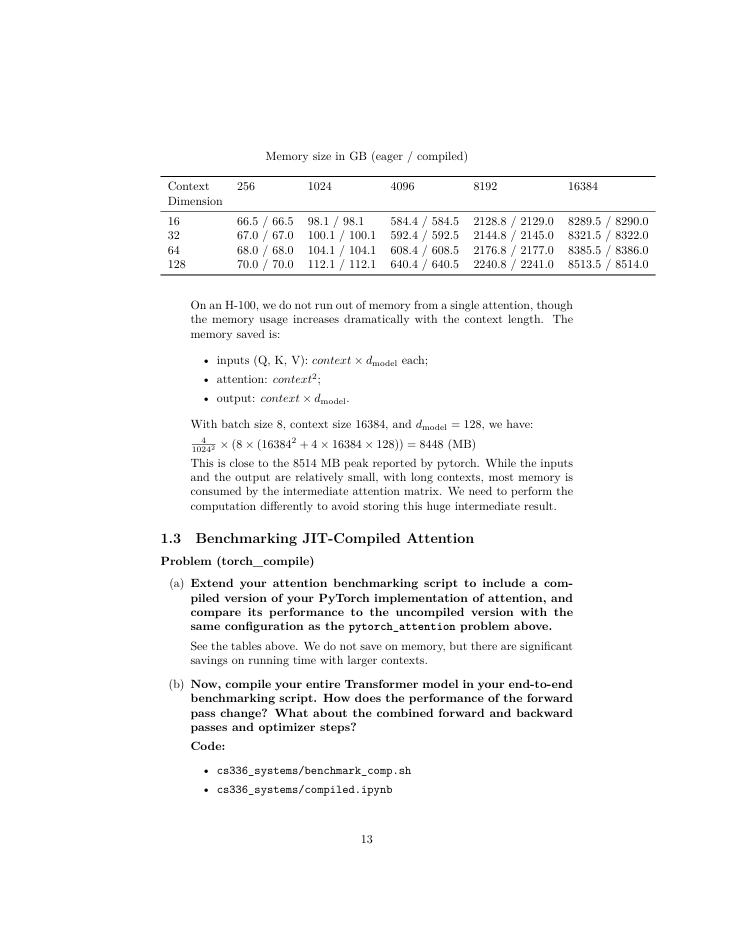 Memory size in GB (eager / compiled)
Context 256 1024 4096 8192 16384
Dimension
16 66.5 / 66.5 98.1 / 98.1 584.4 / 584.5 2128.8 / 2129.0 8289.5 / 8290.0
32 67.0 / 67.0 100.1 / 100.1 592.4 / 592.5 2144.8 / 2145.0 8321.5 / 8322.0
64 68.0 / 68.0 104.1 / 104.1 608.4 / 608.5 2176.8 / 2177.0 8385.5 / 8386.0
128 70.0 / 70.0 112.1 / 112.1 640.4 / 640.5 2240.8 / 2241.0 8513.5 / 8514.0
On an H-100, we do not run out of memory from a single attention, though
the memory usage increases dramatically with the context length. The
memory saved is:
• inputs (Q, K, V): context × d_model each;
• attention: context²;
• output: context × d_model.
With batch size 8, context size 16384, and d_model = 128, we have:
4/1024² × (8 × (16384² + 4 × 16384 × 128)) = 8448 (MB)
This is close to the 8514 MB peak reported by pytorch. While the inputs
and the output are relatively small, with long contexts, most memory is
consumed by the intermediate attention matrix. We need to perform the
computation differently to avoid storing this huge intermediate result.
1.3 Benchmarking JIT-Compiled Attention
Problem (torch_compile)
(a) Extend your attention benchmarking script to include a com-
piled version of your PyTorch implementation of attention, and
compare its performance to the uncompiled version with the
same configuration as the pytorch_attention problem above.
See the tables above. We do not save on memory, but there are significant
savings on running time with larger contexts.
(b) Now, compile your entire Transformer model in your end-to-end
benchmarking script. How does the performance of the forward
pass change? What about the combined forward and backward
passes and optimizer steps?
Code:
• cs336_systems/benchmark_comp.sh
• cs336_systems/compiled.ipynb
13